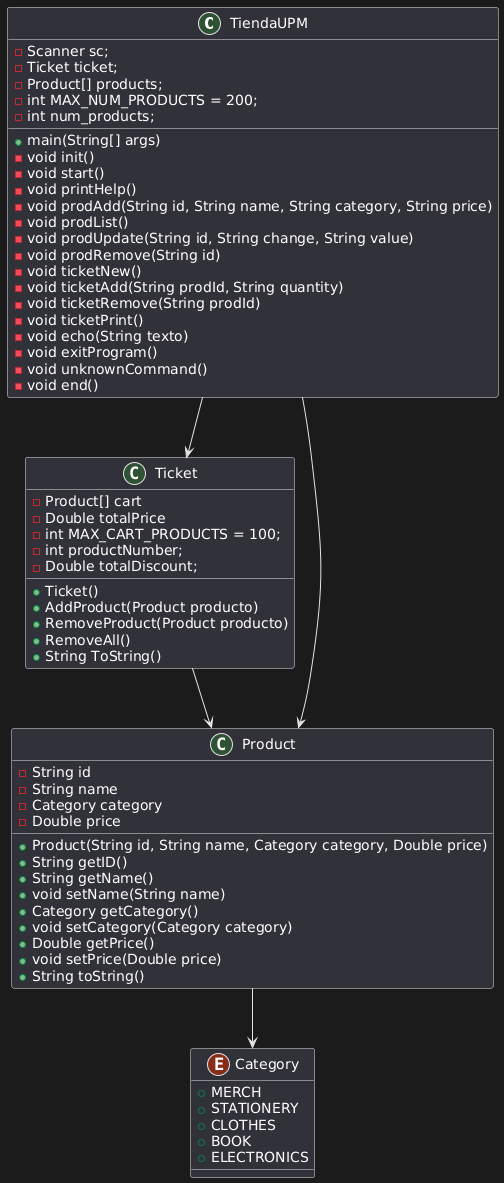 C TiendaUPM
Scanner sc;
Ticket ticket;
Product[] products;
int MAX_NUM_PRODUCTS = 200;
int num_products;
main(String[] args)
void init()
void start()
void printHelp()
void prodAdd(String id, String name, String category, String price)
void prodList()
void prodUpdate(String id, String change, String value)
void prodRemove(String id)
void ticketNew()
void ticketAdd(String prodId, String quantity)
void ticketRemove(String prodId)
void ticketPrint()
void echo(String texto)
void exitProgram()
void unknownCommand()
void end()
C Ticket
Product[] cart
Double totalPrice
int MAX_CART_PRODUCTS = 100;
int productNumber;
Double totalDiscount;
Ticket()
AddProduct(Product producto)
RemoveProduct(Product producto)
RemoveAll()
String ToString()
C Product
String id
String name
Category category
Double price
Product(String id, String name, Category category, Double price)
String getID()
String getName()
void setName(String name)
Category getCategory()
void setCategory(Category category)
Double getPrice()
void setPrice(Double price)
String toString()
E Category
MERCH
STATIONERY
CLOTHES
BOOK
ELECTRONICS